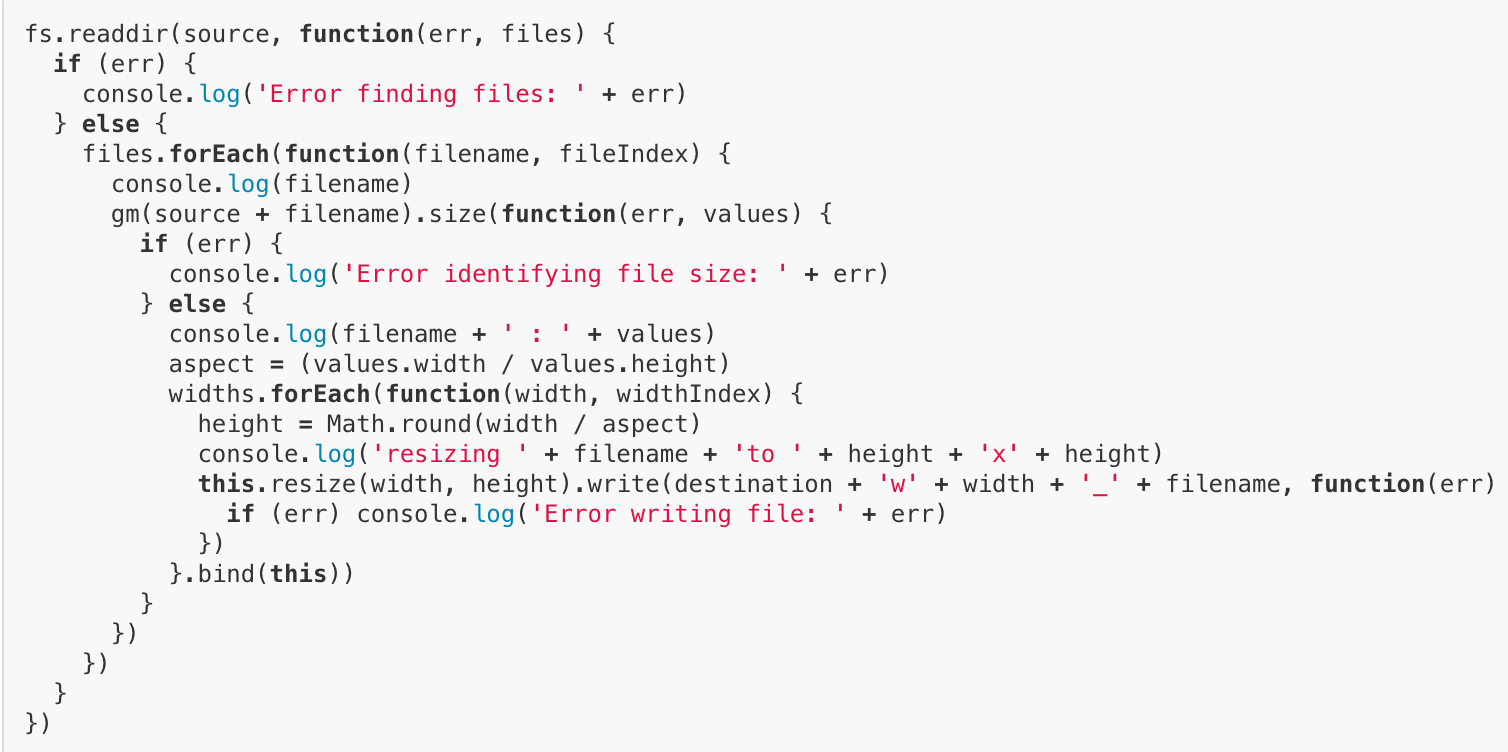 fs.readdir(source, function(err, files) {
  if (err) {
    console.log('Error finding files: ' + err)
  } else {
    files.forEach(function(filename, fileIndex) {
      console.log(filename)
      gm(source + filename).size(function(err, values) {
        if (err) {
          console.log('Error identifying file size: ' + err)
        } else {
          console.log(filename + ' : ' + values)
          aspect = (values.width / values.height)
          widths.forEach(function(width, widthIndex) {
            height = Math.round(width / aspect)
            console.log('resizing ' + filename + 'to ' + height + 'x' + height)
            this.resize(width, height).write(destination + 'w' + width + '_' + filename, function(err)
              if (err) console.log('Error writing file: ' + err)
            })
          }.bind(this))
        }
      })
    })
  }
})